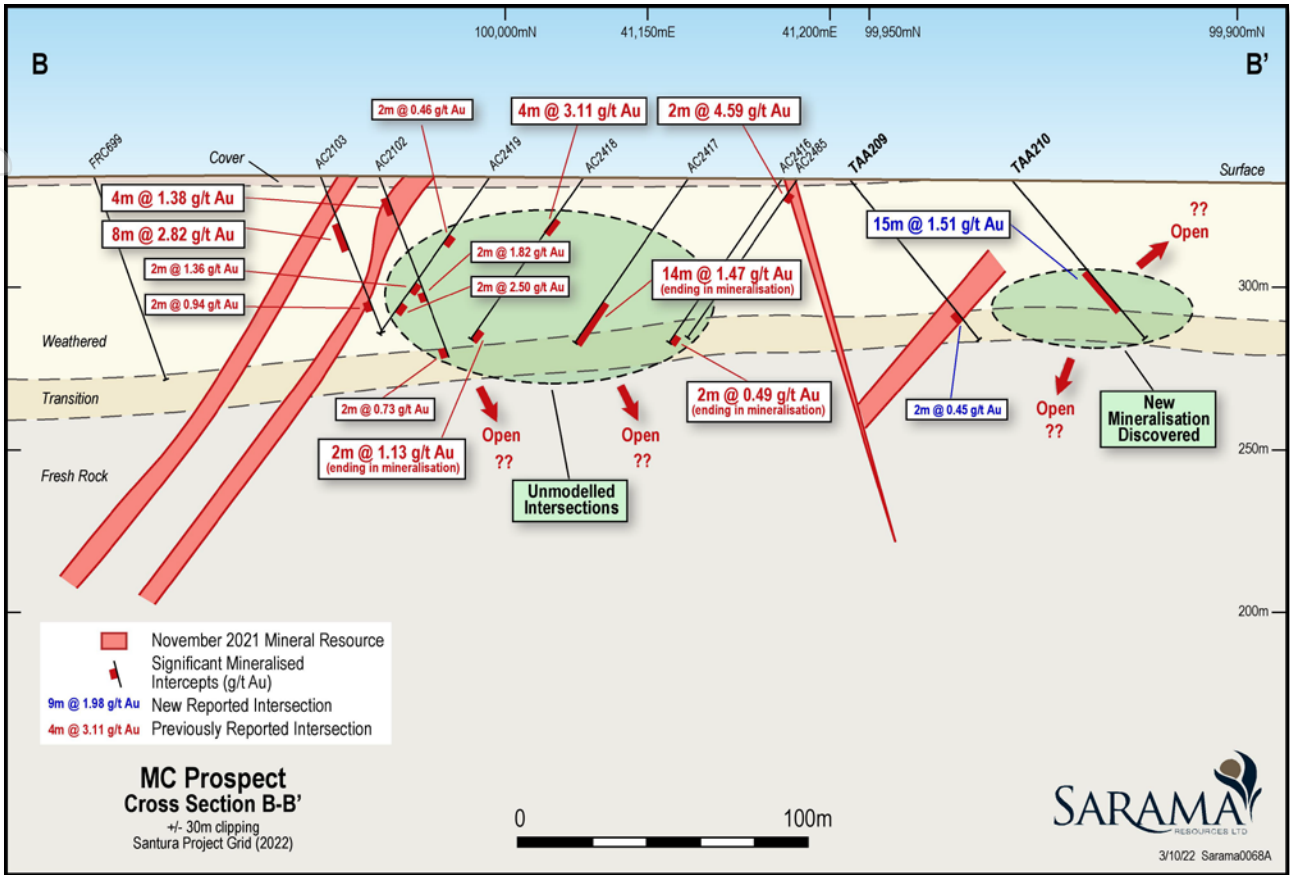 100,000mN
41,150mE
41,200mE
99,950mN
99,900mN
B
B'
2m @ 0.46 g/t Au
4m @ 3.11 g/t Au
2m @ 4.59 g/t Au
FRC699
Cover
AC2103
AC2102
AC2419
AC2418
AC2417
AC2416
AC2485
TAA209
TAA210
Surface
4m @ 1.38 g/t Au
8m @ 2.82 g/t Au
2m @ 1.36 g/t Au
2m @ 0.94 g/t Au
2m @ 1.82 g/t Au
2m @ 2.50 g/t Au
14m @ 1.47 g/t Au
(ending in mineralisation)
15m @ 1.51 g/t Au
??
Open
300m
Weathered
Transition
Fresh Rock
2m @ 0.73 g/t Au
2m @ 1.13 g/t Au
(ending in mineralisation)
Open
??
Open
??
2m @ 0.49 g/t Au
(ending in mineralisation)
2m @ 0.45 g/t Au
Open
??
New
Mineralisation
Discovered
250m
Unmodelled
Intersections
200m
November 2021 Mineral Resource
Significant Mineralised
Intercepts (g/t Au)
9m @ 1.98 g/t Au New Reported Intersection
4m @ 3.11 g/t Au Previously Reported Intersection
MC Prospect
Cross Section B-B'
+/- 30m clipping
Santura Project Grid (2022)
0
100m
SARAMA
RESOURCES LTD
3/10/22 Sarama0068A